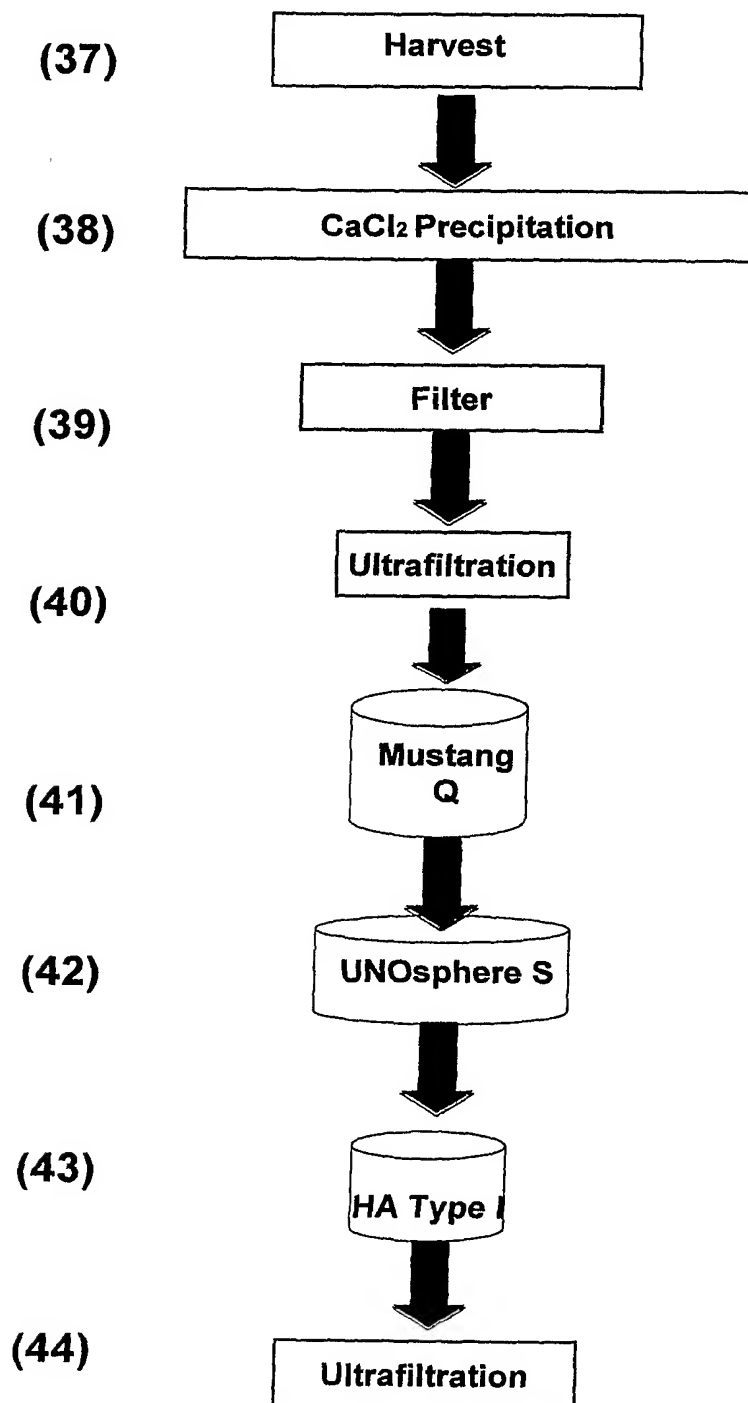 (37)
Harvest
(38)
CaCl₂ Precipitation
(39)
Filter
(40)
Ultrafiltration
(41)
Mustang
Q
(42)
UNOsphere S
(43)
HA Type I
(44)
Ultrafiltration